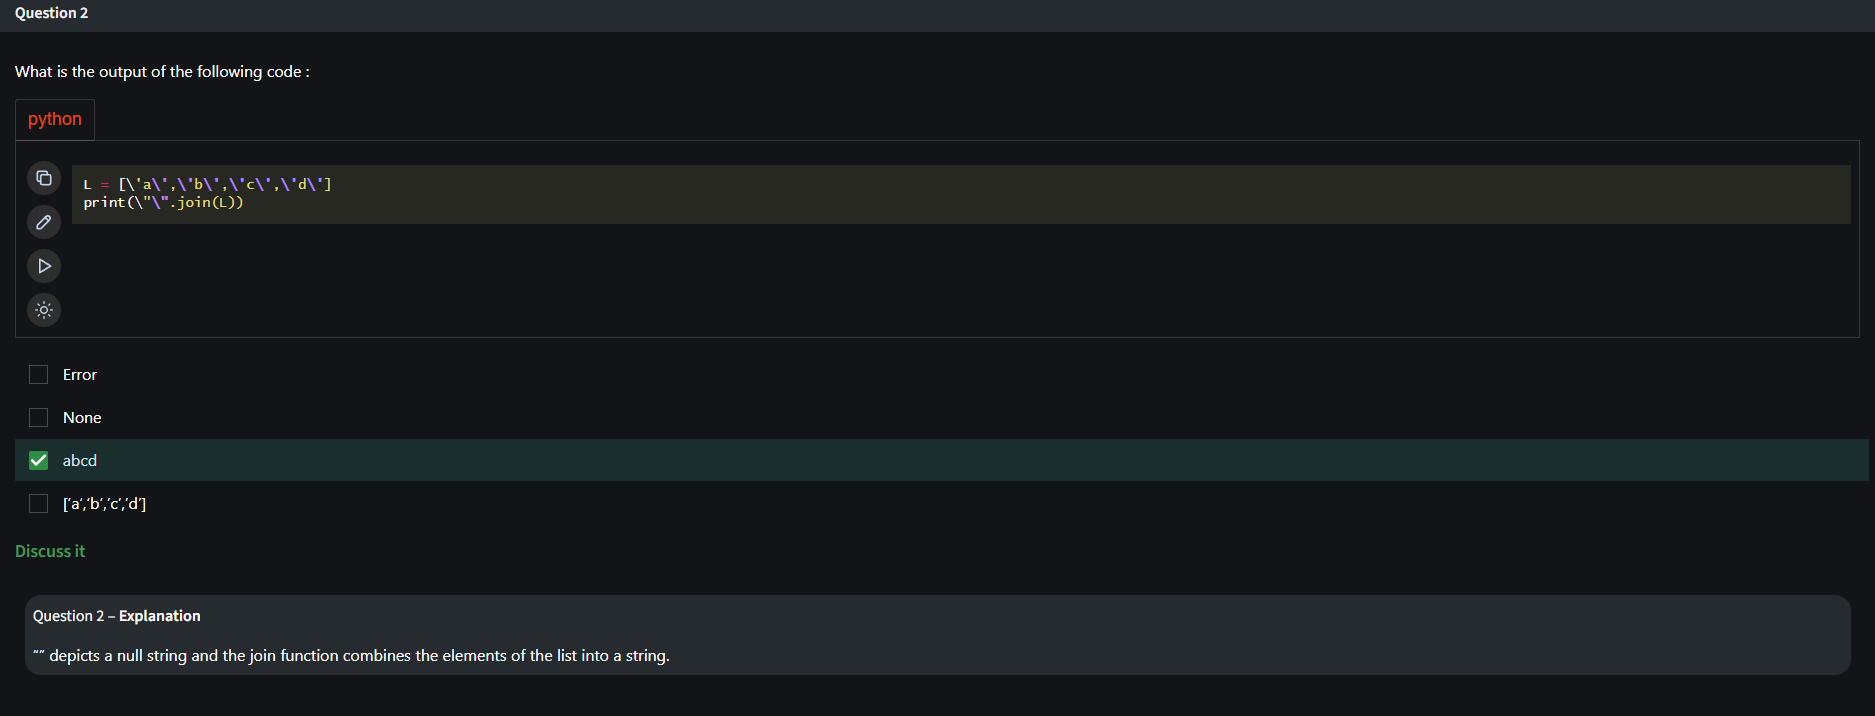 Question 2
What is the output of the following code :
python
L = [\'a\',\'b\',\'c\',\'d\']
print(\"\".join(L))
Error
None
abcd
[‘a’,’b’,’c’,’d’]
Discuss it
Question 2 – Explanation
“” depicts a null string and the join function combines the elements of the list into a string.